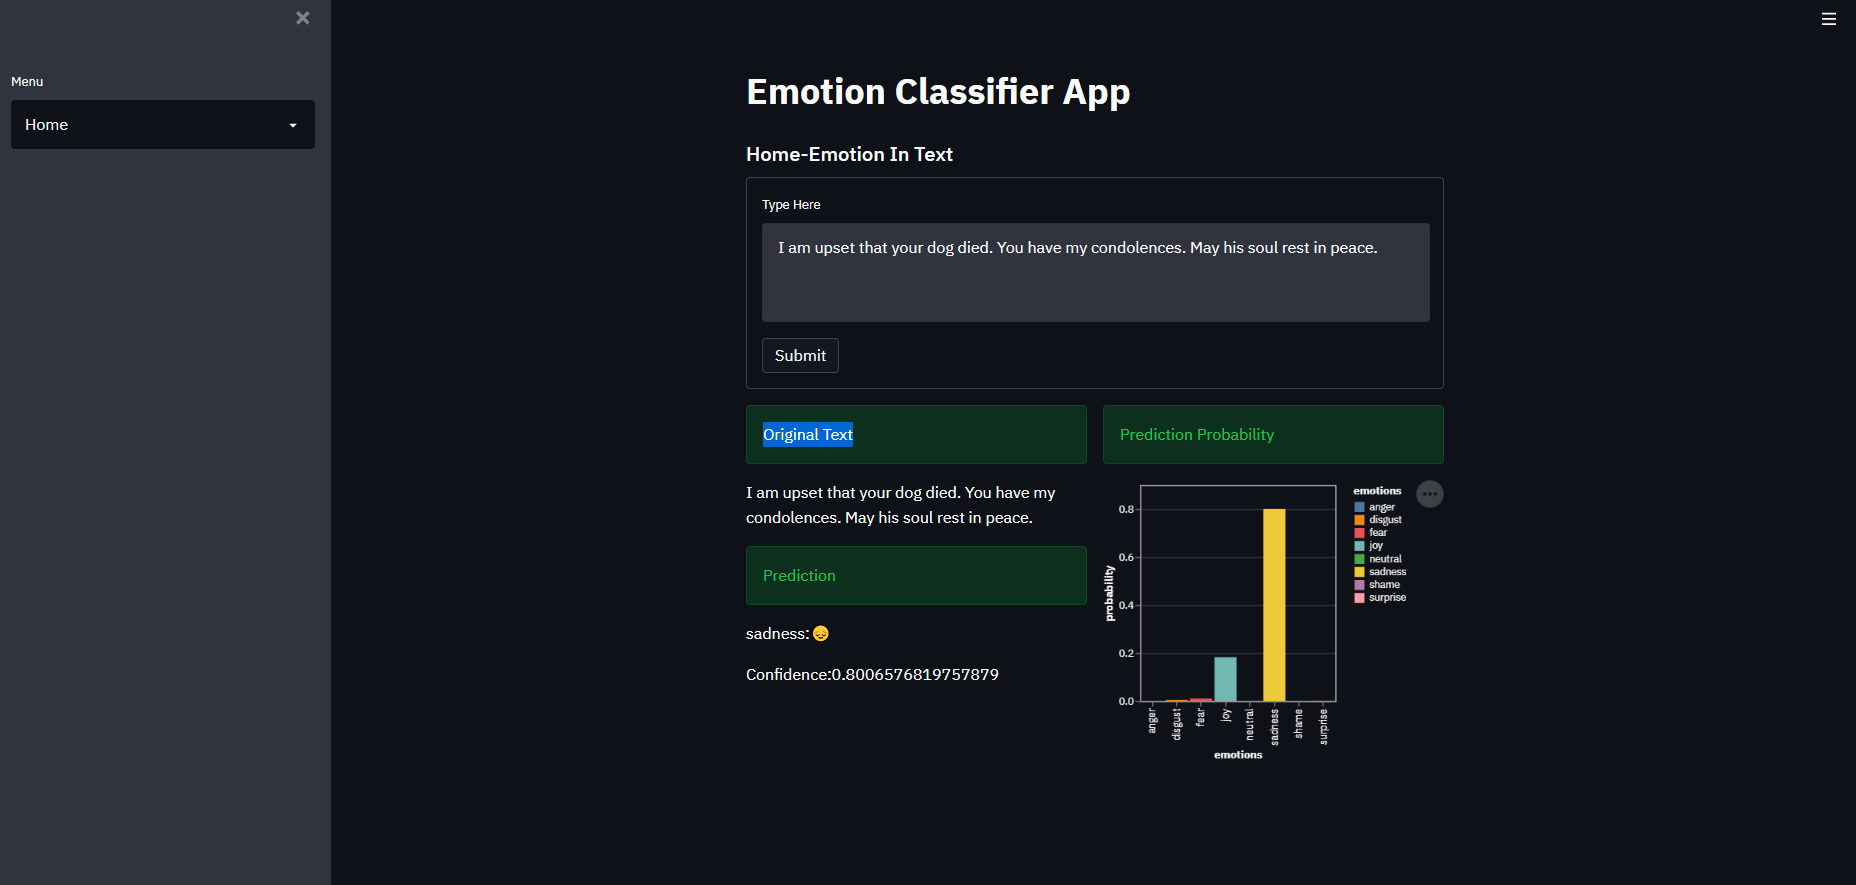 Menu
Home
Emotion Classifier App
Home-Emotion In Text
Type Here
I am upset that your dog died. You have my condolences. May his soul rest in peace.
Submit
Original Text
I am upset that your dog died. You have my
condolences. May his soul rest in peace.
Prediction
sadness:😔
Confidence:0.8006576819757879
Prediction Probability
0.8
0.6
0.4
0.2
0.0
probability
anger
disgust
fear
joy
neutral
sadness
shame
surprise
emotions
emotions
anger
disgust
fear
joy
neutral
sadness
shame
surprise